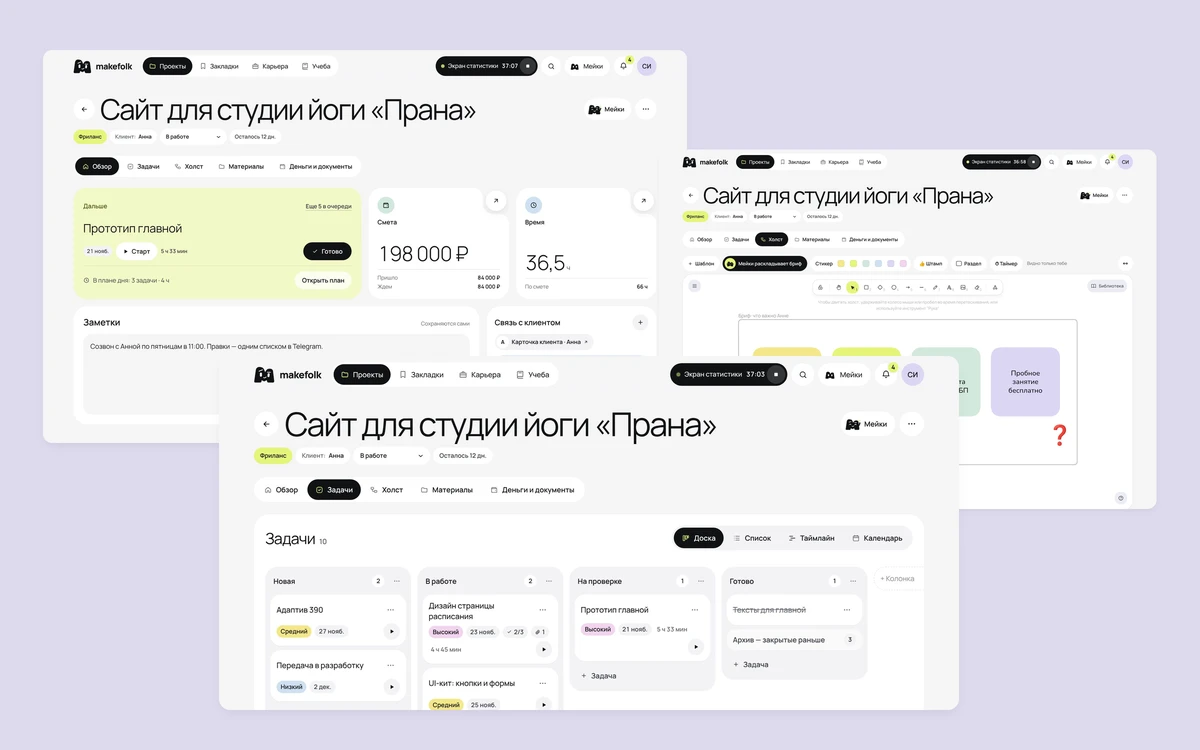 makefolk Проекты Закладки Карьера Учеба Экран статистики 37:07 Мейки 4 СИ
Сайт для студии йоги «Прана» Мейки
Фриланс Клиент: Анна В работе Осталось 12 дн.
Обзор Задачи Холст Материалы Деньги и документы
Дальше Еще 5 в очереди
Прототип главной
21 нояб. Старт 5 ч 33 мин Готово
В плане дня: 3 задачи · 4 ч Открыть план
Смета
198 000 ₽
Пришло 84 000 ₽
Ждем 84 000 ₽
Время
36,5 ч
По смете 66 ч
Заметки Сохраняются сами
Созвон с Анной по пятницам в 11:00. Правки — одним списком в Telegram.
Связь с клиентом +
А Карточка клиента · Анна
makefolk Проекты Закладки Карьера Учеба Экран статистики 36:58 Мейки 4 СИ
Сайт для студии йоги «Прана» Мейки
Фриланс Клиент: Анна В работе Осталось 12 дн.
Обзор Задачи Холст Материалы Деньги и документы
+ Шаблон Мейки раскладывает бриф Стикер Штамп Раздел Таймер Видно только тебе
Библиотека
Пробное
занятие
бесплатно
makefolk Проекты Закладки Карьера Учеба Экран статистики 37:03 Мейки 4 СИ
Сайт для студии йоги «Прана» Мейки
Фриланс Клиент: Анна В работе Осталось 12 дн.
Обзор Задачи Холст Материалы Деньги и документы
Задачи 10 Доска Список Таймлайн Календарь
Новая 2
Адаптив 390
Средний 27 нояб.
Передача в разработку
Низкий 2 дек.
В работе 2
Дизайн страницы
расписания
Высокий 23 нояб. 2/3 1
4 ч 45 мин
UI-кит: кнопки и формы
Средний 25 нояб.
На проверке 1
Прототип главной
Высокий 21 нояб. 5 ч 33 мин
+ Задача
Готово 1
Тексты для главной
Архив — закрытые раньше 3
+ Задача
+ Колонка